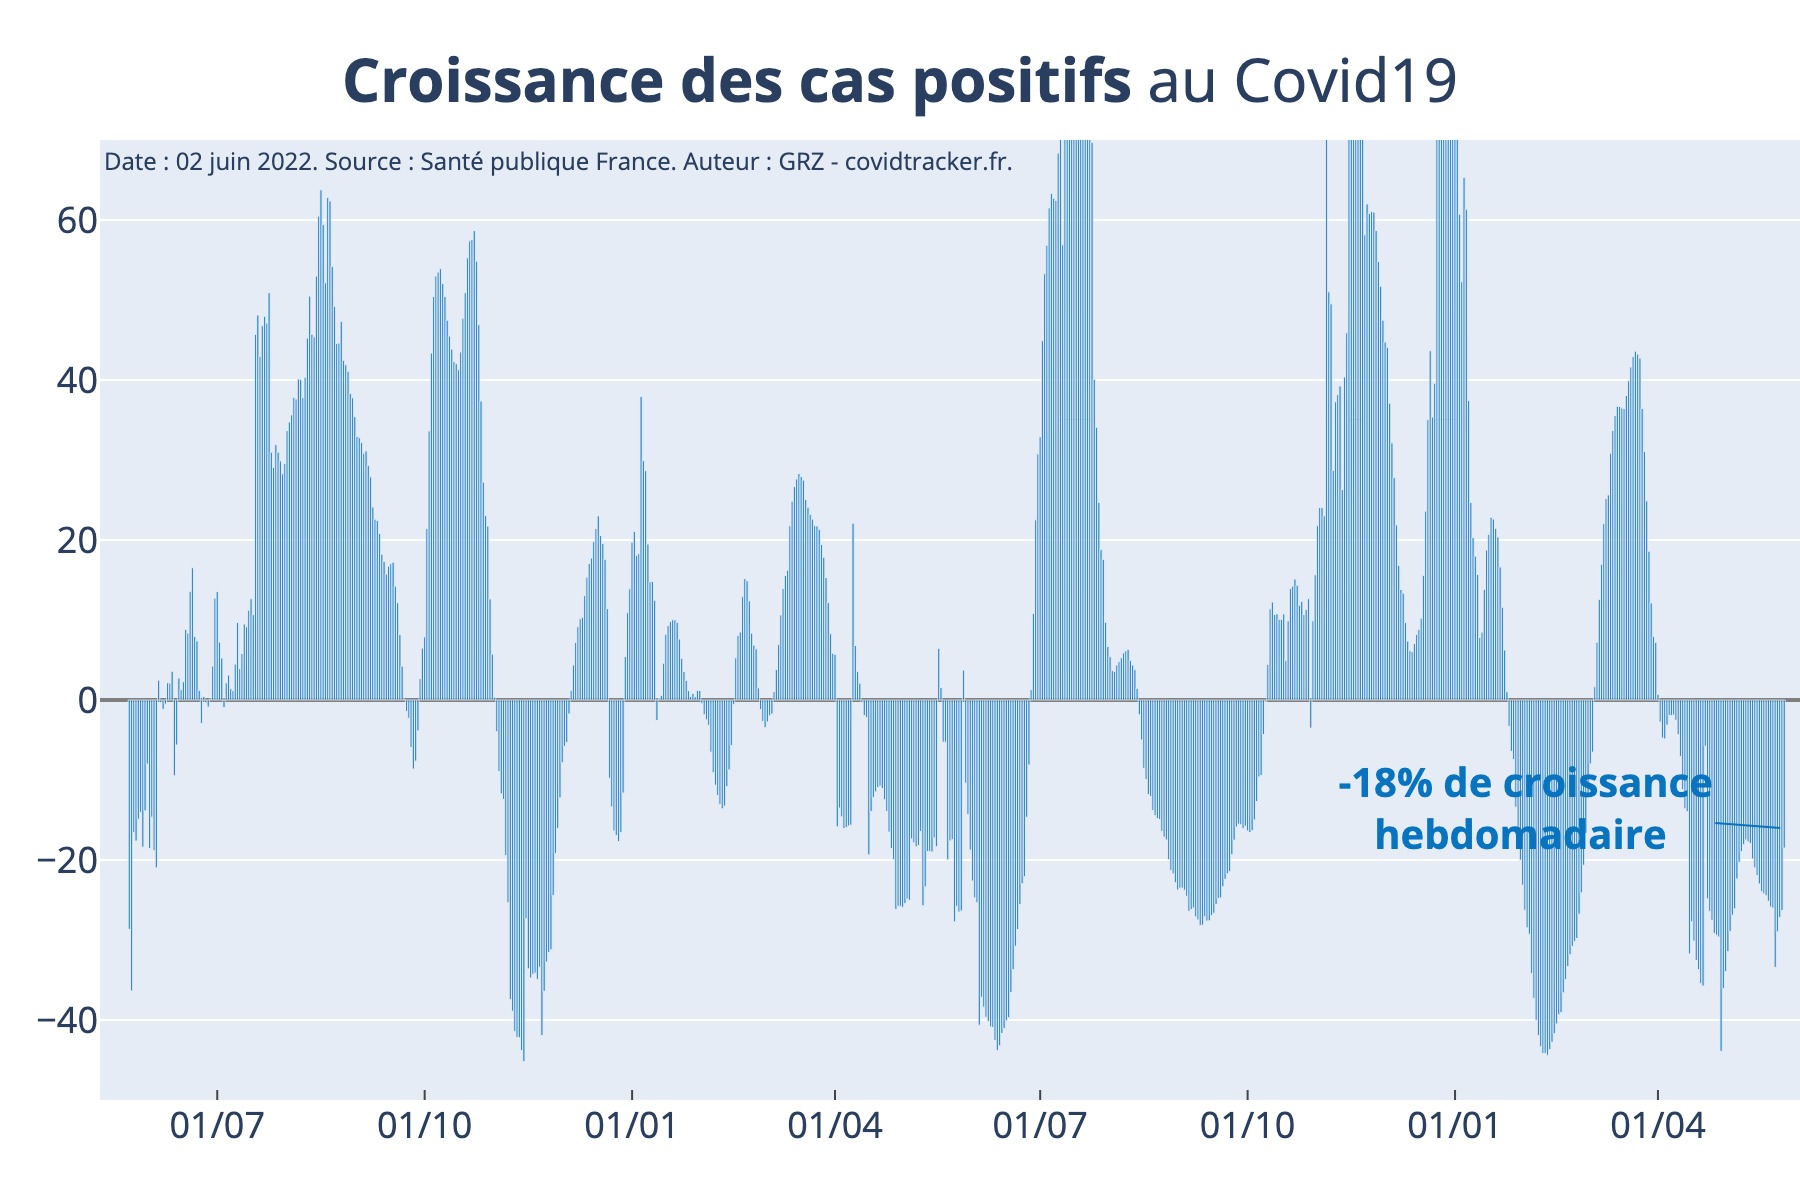 Croissance des cas positifs au Covid19
Date : 02 juin 2022. Source : Santé publique France. Auteur : GRZ - covidtracker.fr.
60
40
20
0
−20
−40
-18% de croissance
hebdomadaire
01/07 01/10 01/01 01/04 01/07 01/10 01/01 01/04